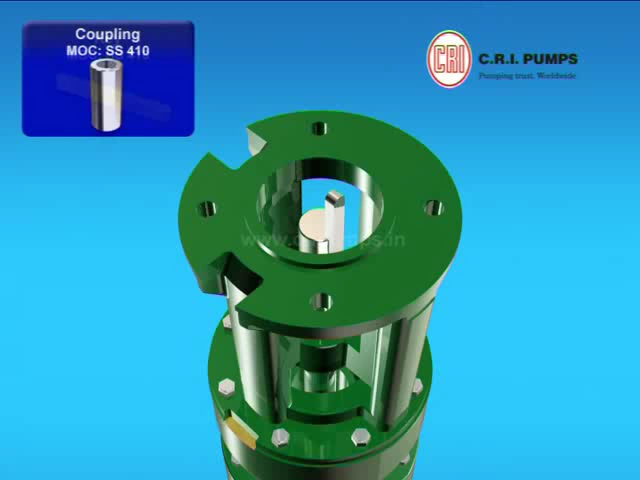 Coupling
MOC: SS 410
CRI
C.R.I. PUMPS
Pumping trust. Worldwide.